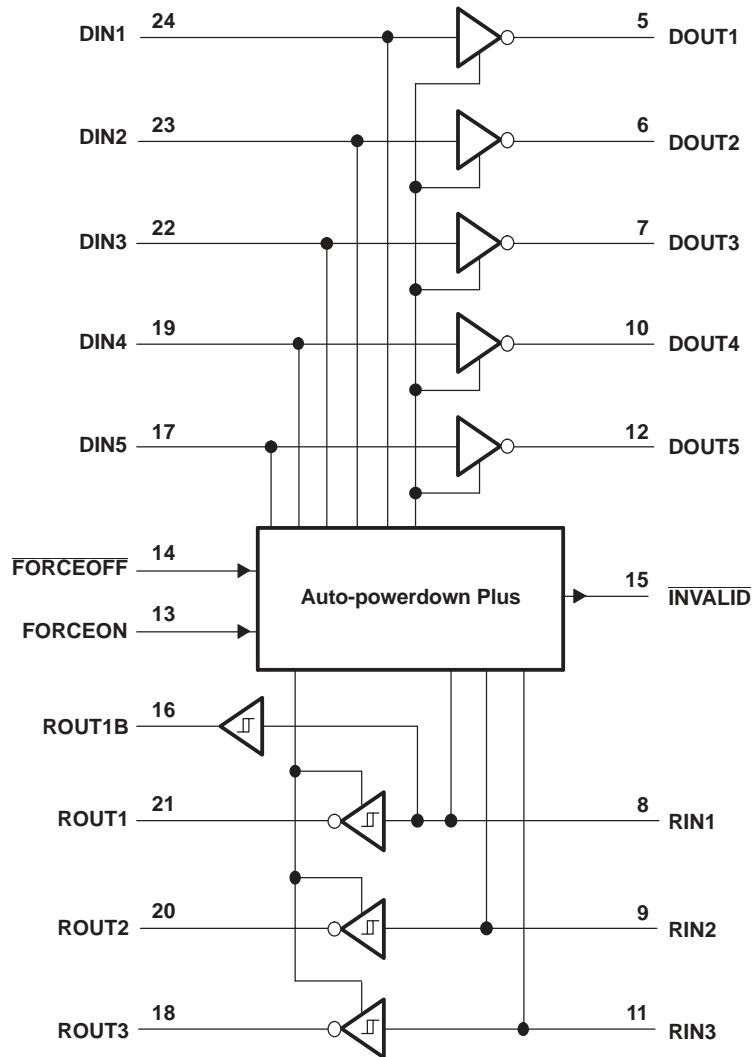 DIN1 24 5 DOUT1
DIN2 23 6 DOUT2
DIN3 22 7 DOUT3
DIN4 19 10 DOUT4
DIN5 17 12 DOUT5
FORCEOFF 14
Auto-powerdown Plus 15 INVALID
FORCEON 13
ROUT1B 16
ROUT1 21 8 RIN1
ROUT2 20 9 RIN2
ROUT3 18 11 RIN3